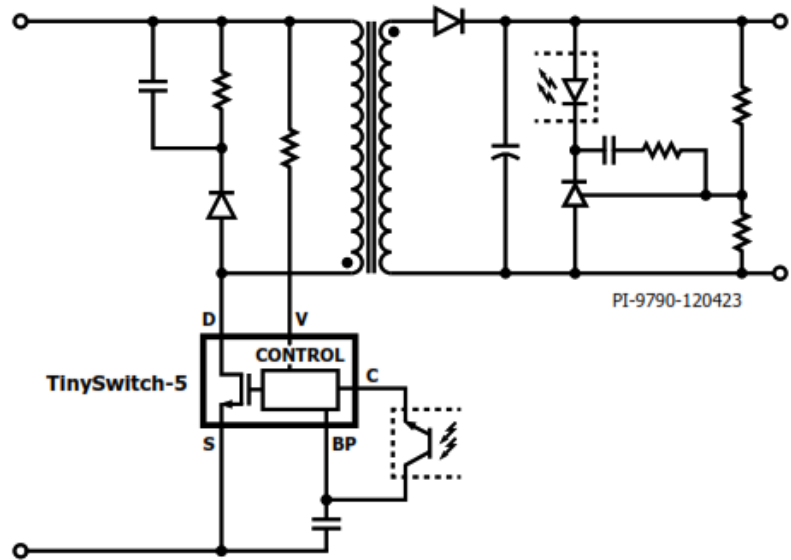 PI-9790-120423
D
V
CONTROL
TinySwitch-5
C
S
BP